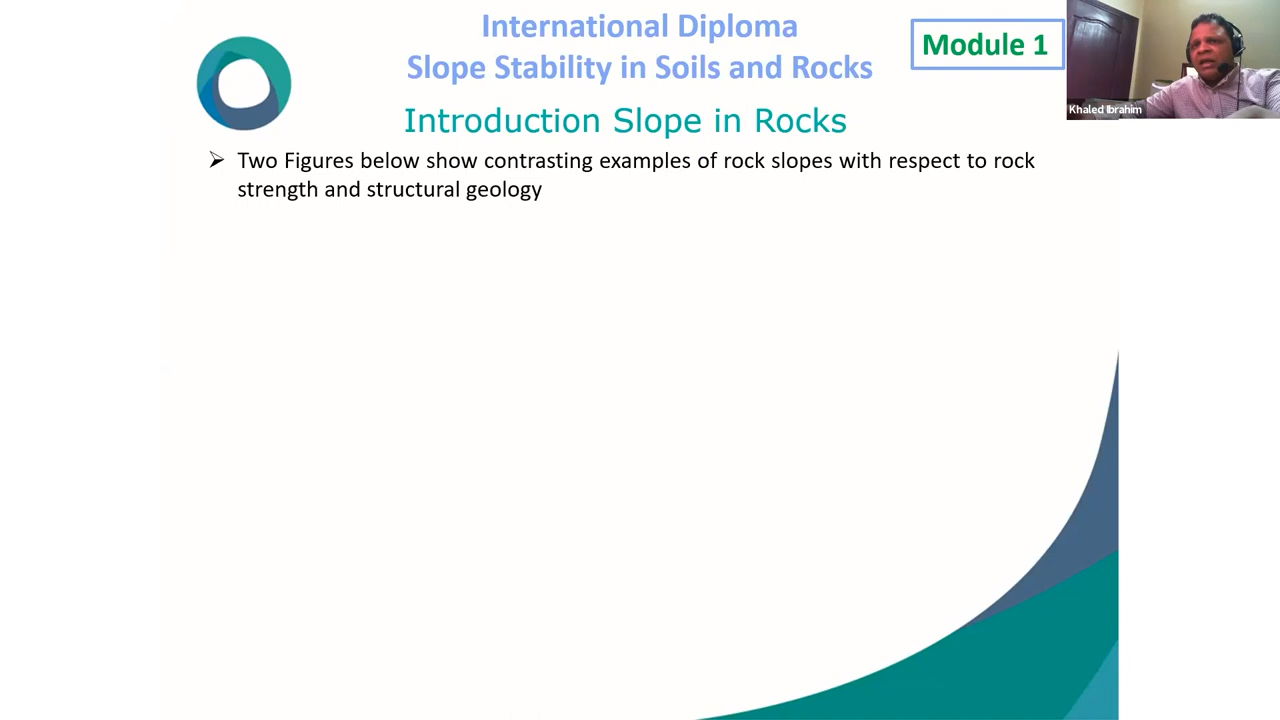 International Diploma
Slope Stability in Soils and Rocks
Module 1
Khaled Ibrahim
Introduction Slope in Rocks
➢ Two Figures below show contrasting examples of rock slopes with respect to rock
strength and structural geology